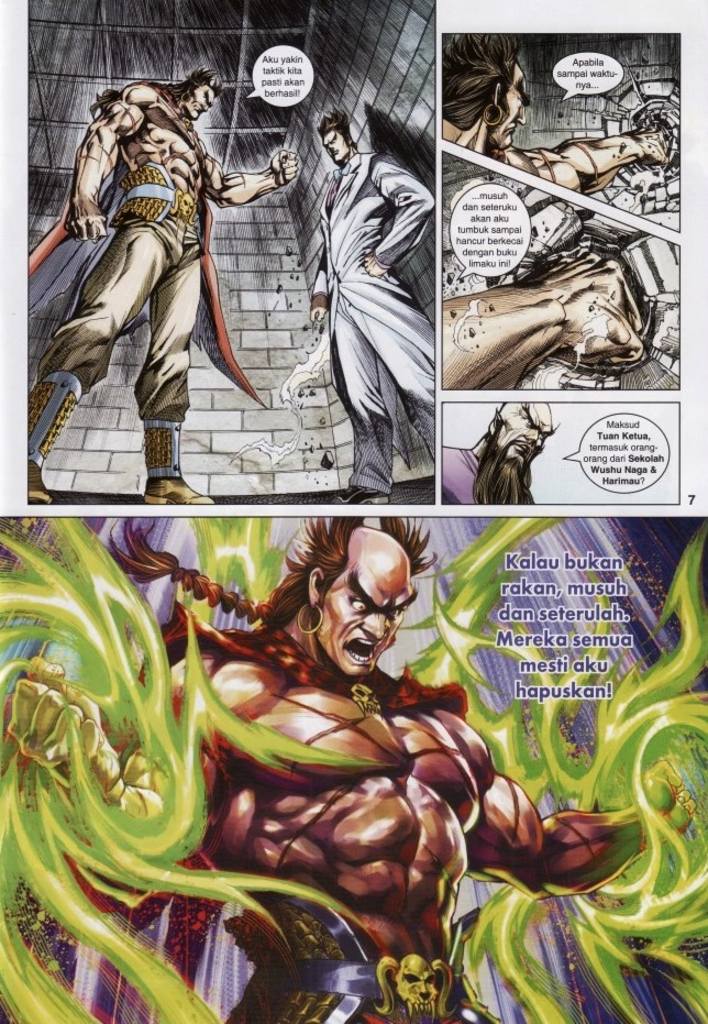 Aku yakin
taktik kita
pasti akan
berhasil!
Apabila
sampai waktu-
nya...
...musuh
dan seteruku
akan aku
tumbuk sampai
hancur berkecai
dengan buku
limaku ini!
Maksud
Tuan Ketua,
termasuk orang-
orang dari Sekolah
Wushu Naga &
Harimau?
7
Kalau bukan
rakan, musuh
dan seterulah.
Mereka semua
mesti aku
hapuskan!